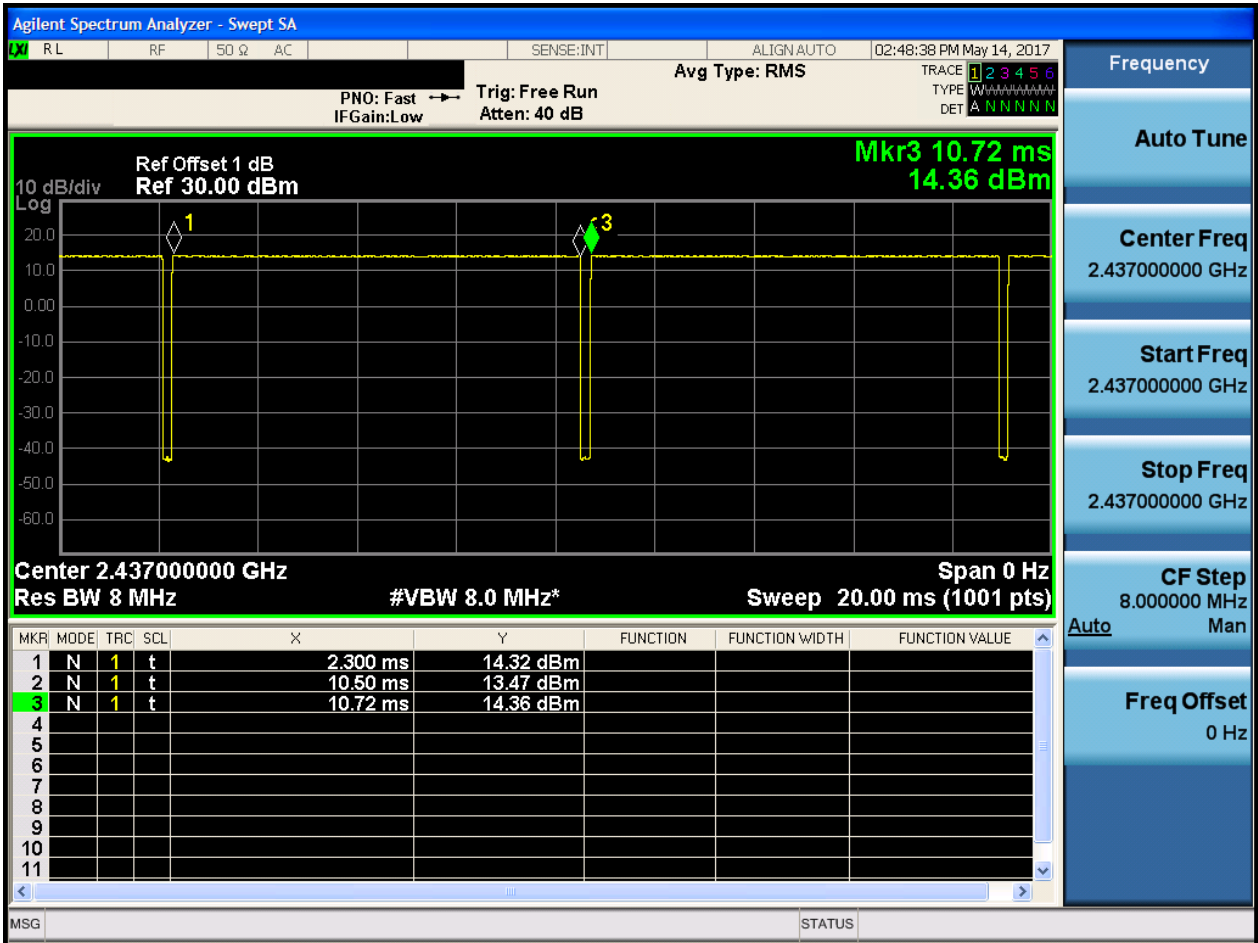 Agilent Spectrum Analyzer - Swept SA
LXI RL RF 50 Ω AC SENSE:INT ALIGN AUTO 02:48:38 PM May 14, 2017
Avg Type: RMS
TRACE 1 2 3 4 5 6
TYPE W
DET A N N N N N
PNO: Fast
IFGain:Low
Trig: Free Run
Atten: 40 dB
Ref Offset 1 dB
10 dB/div Ref 30.00 dBm
Log
Mkr3 10.72 ms
14.36 dBm
1
3
20.0
10.0
0.00
-10.0
-20.0
-30.0
-40.0
-50.0
-60.0
Center 2.437000000 GHz Span 0 Hz
Res BW 8 MHz #VBW 8.0 MHz* Sweep 20.00 ms (1001 pts)
MKR MODE TRC SCL X Y FUNCTION FUNCTION WIDTH FUNCTION VALUE
1 N 1 t 2.300 ms 14.32 dBm
2 N 1 t 10.50 ms 13.47 dBm
3 N 1 t 10.72 ms 14.36 dBm
4
5
6
7
8
9
10
11
MSG STATUS
Frequency
Auto Tune
Center Freq
2.437000000 GHz
Start Freq
2.437000000 GHz
Stop Freq
2.437000000 GHz
CF Step
8.000000 MHz
Auto Man
Freq Offset
0 Hz